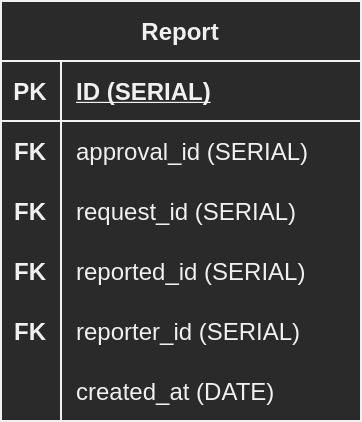 Report
PK ID (SERIAL)
FK approval_id (SERIAL)
FK request_id (SERIAL)
FK reported_id (SERIAL)
FK reporter_id (SERIAL)
created_at (DATE)